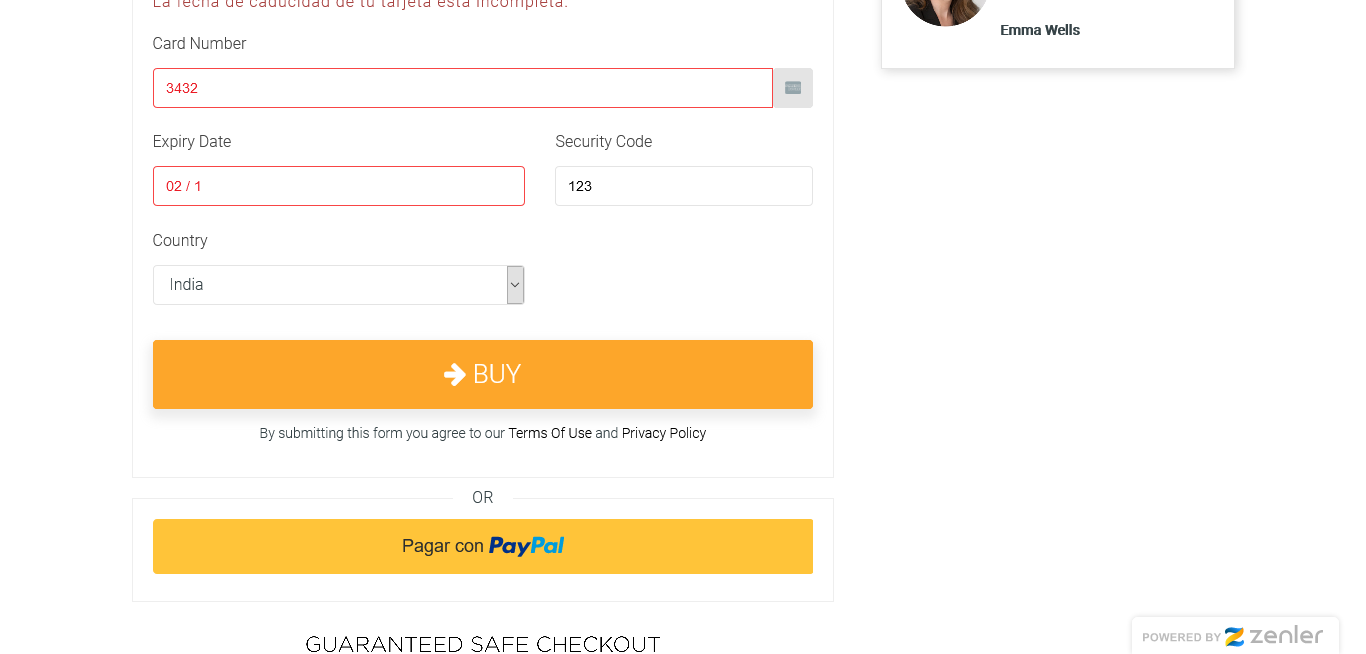 La fecha de caducidad de tu tarjeta está incompleta.
Emma Wells
Card Number
3432
Expiry Date
Security Code
02 / 1
123
Country
India
BUY
By submitting this form you agree to our Terms Of Use and Privacy Policy
OR
Pagar con PayPal
GUARANTEED SAFE CHECKOUT
POWERED BY zenler